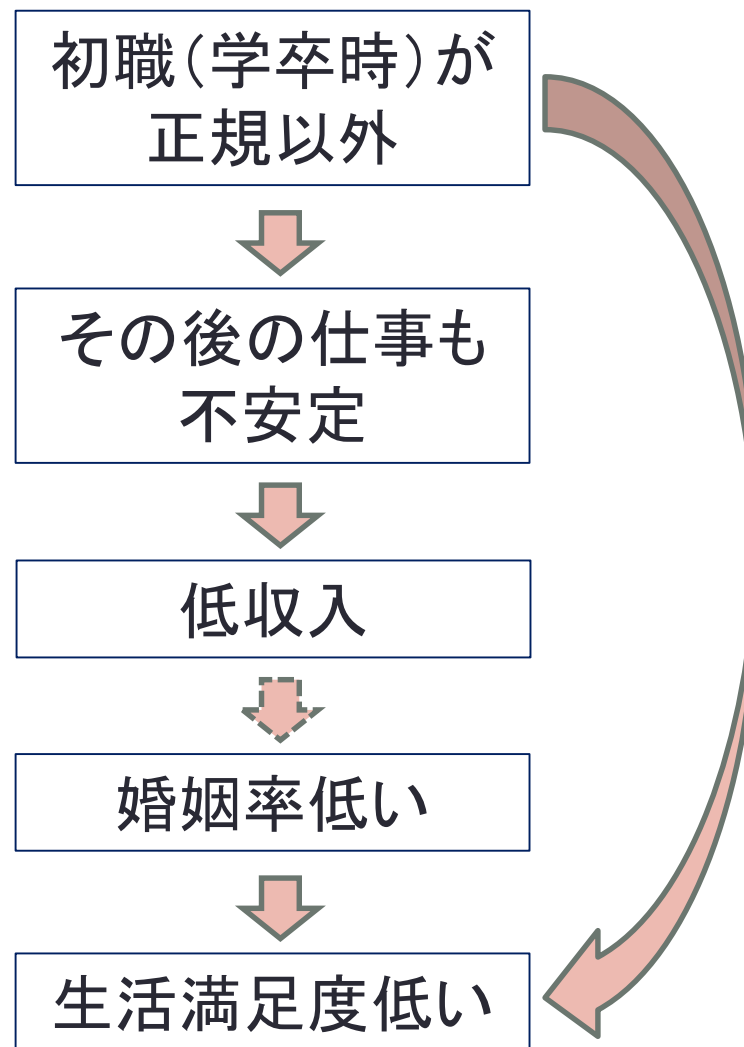 初職（学卒時）が
正規以外
その後の仕事も
不安定
低収入
婚姻率低い
生活満足度低い